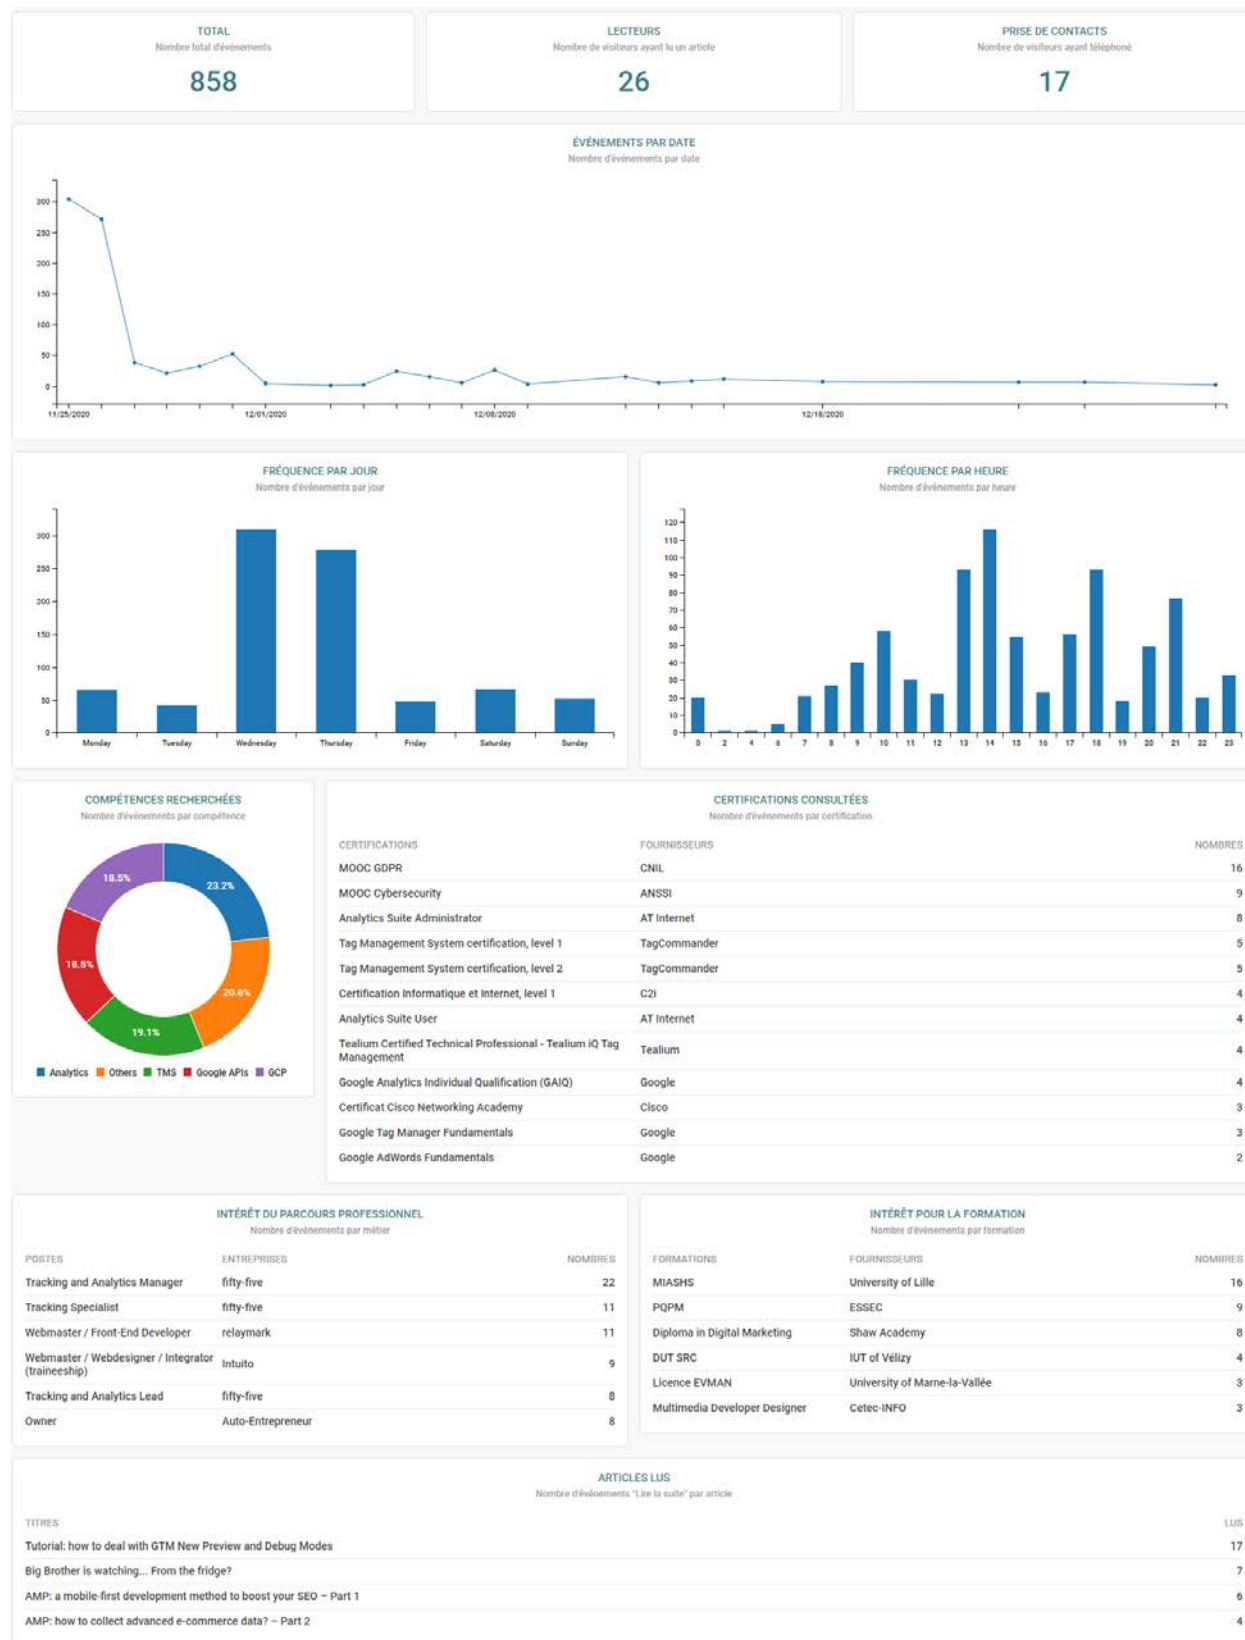 TOTAL
Nombre total d'événements
858
LECTEURS
Nombre de visiteurs ayant lu un article
26
PRISE DE CONTACTS
Nombre de visiteurs ayant téléphoné
17
ÉVÉNEMENTS PAR DATE
Nombre d'événements par date
300
250
200
150
100
50
0
11/25/2020 12/01/2020 12/08/2020 12/18/2020
FRÉQUENCE PAR JOUR
Nombre d'événements par jour
300
250
200
150
100
50
0
Monday Tuesday Wednesday Thursday Friday Saturday Sunday
FRÉQUENCE PAR HEURE
Nombre d'événements par heure
120
110
100
90
80
70
60
50
40
30
20
10
0
0 2 4 6 7 8 9 10 11 12 13 14 15 16 17 18 19 20 21 22 23
COMPÉTENCES RECHERCHÉES
Nombre d'événements par compétence
18.5%
23.2%
18.5%
20.6%
19.1%
Analytics Others TMS Google APIs GCP
CERTIFICATIONS CONSULTÉES
Nombre d'événements par certification
CERTIFICATIONS FOURNISSEURS NOMBRES
MOOC GDPR CNIL 16
MOOC Cybersecurity ANSSI 9
Analytics Suite Administrator AT Internet 8
Tag Management System certification, level 1 TagCommander 5
Tag Management System certification, level 2 TagCommander 5
Certification Informatique et Internet, level 1 C2i 4
Analytics Suite User AT Internet 4
Tealium Certified Technical Professional - Tealium iQ Tag
Management Tealium 4
Google Analytics Individual Qualification (GAIQ) Google 4
Certificat Cisco Networking Academy Cisco 3
Google Tag Manager Fundamentals Google 3
Google AdWords Fundamentals Google 2
INTÉRÊT DU PARCOURS PROFESSIONNEL
Nombre d'événements par métier
POSTES ENTREPRISES NOMBRES
Tracking and Analytics Manager fifty-five 22
Tracking Specialist fifty-five 11
Webmaster / Front-End Developer relaymark 11
Webmaster / Webdesigner / Integrator
(traineeship) Intuito 9
Tracking and Analytics Lead fifty-five 8
Owner Auto-Entrepreneur 8
INTÉRÊT POUR LA FORMATION
Nombre d'événements par formation
FORMATIONS FOURNISSEURS NOMBRES
MIASHS University of Lille 16
PQPM ESSEC 9
Diploma in Digital Marketing Shaw Academy 8
DUT SRC IUT of Vélizy 4
Licence EVMAN University of Marne-la-Vallée 3
Multimedia Developer Designer Cetec-INFO 3
ARTICLES LUS
Nombre d'événements "Lire la suite" par article
TITRES LUS
Tutorial: how to deal with GTM New Preview and Debug Modes 17
Big Brother is watching... From the fridge? 7
AMP: a mobile-first development method to boost your SEO – Part 1 6
AMP: how to collect advanced e-commerce data? – Part 2 4